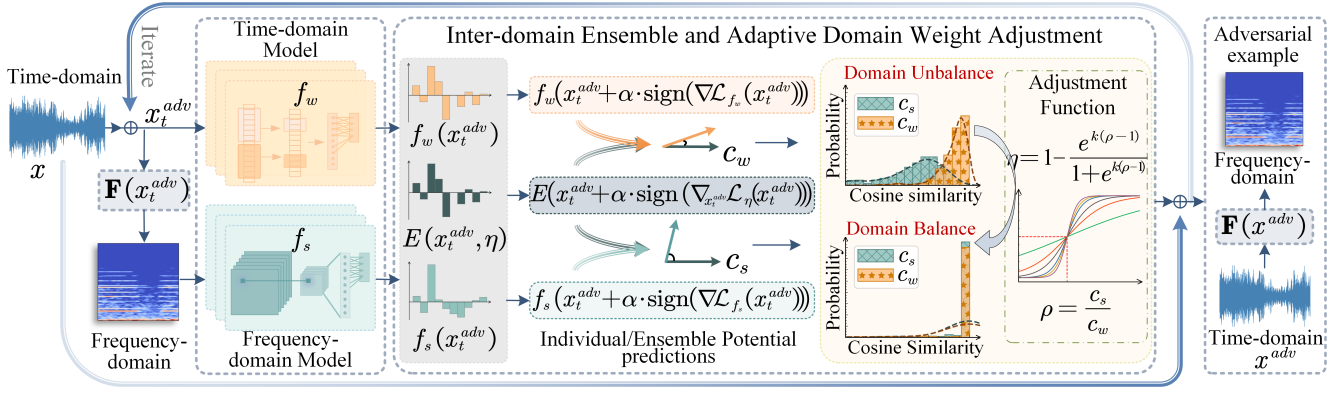 Iterate
Time-domain
x
x_t^{adv}
𝐅(x_t^{adv})
Frequency-
domain
Time-domain
Model
f_w
f_s
Frequency-
domain Model
Inter-domain Ensemble and Adaptive Domain Weight Adjustment
f_w(x_t^{adv})
E(x_t^{adv},η)
f_s(x_t^{adv})
f_w(x_t^{adv}+α·sign(∇ℒ_{f_w}(x_t^{adv})))
c_w
E(x_t^{adv}+α·sign(∇_{x_t^{adv}}ℒ_η(x_t^{adv})))
c_s
f_s(x_t^{adv}+α·sign(∇ℒ_{f_s}(x_t^{adv})))
Individual/Ensemble Potential
predictions
Domain Unbalance
Probability
c_s
c_w
Cosine similarity
Domain Balance
Probability
c_s
c_w
Cosine Similarity
Adjustment
Function
η=1-\frac{e^{k(ρ-1)}}{1+e^{k(ρ-1)}}
ρ=\frac{c_s}{c_w}
Adversarial
example
Frequency-
domain
𝐅(x^{adv})
Time-domain
x^{adv}